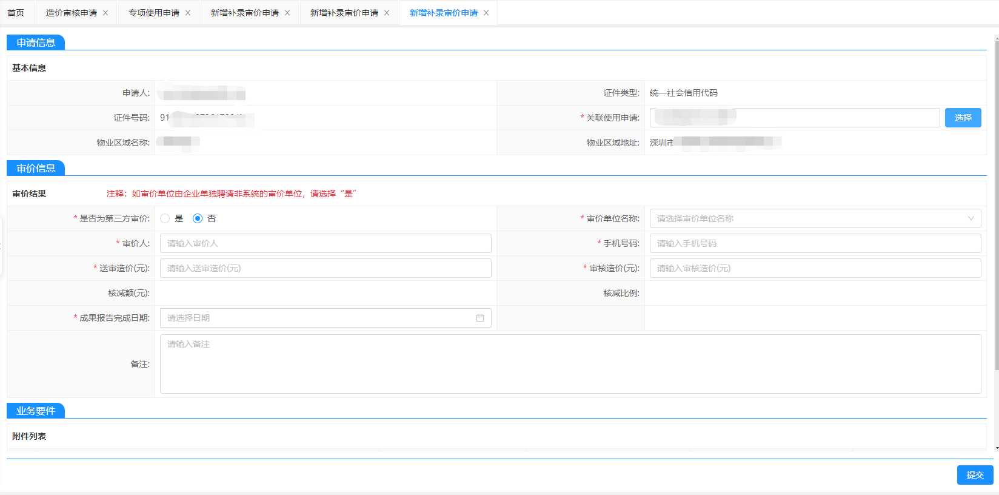 首页 造价审核申请 专项使用申请 新增补录审价申请 新增补录审价申请 新增补录审价申请
申请信息
基本信息
申请人: 证件类型: 统一社会信用代码
证件号码: 91 * 关联使用申请: 选择
物业区域名称: 物业区域地址: 深圳市
审价信息
审价结果 注释：如审价单位由企业单独聘请非系统的审价单位，请选择“是”
* 是否为第三方审价: 是 否 * 审价单位名称: 请选择审价单位名称
* 审价人: 请输入审价人 * 手机号码: 请输入手机号码
* 送审造价(元): 请输入送审造价(元) * 审核造价(元): 请输入审核造价(元)
核减额(元): 核减比例:
* 成果报告完成日期: 请选择日期
备注: 请输入备注
业务要件
附件列表
提交